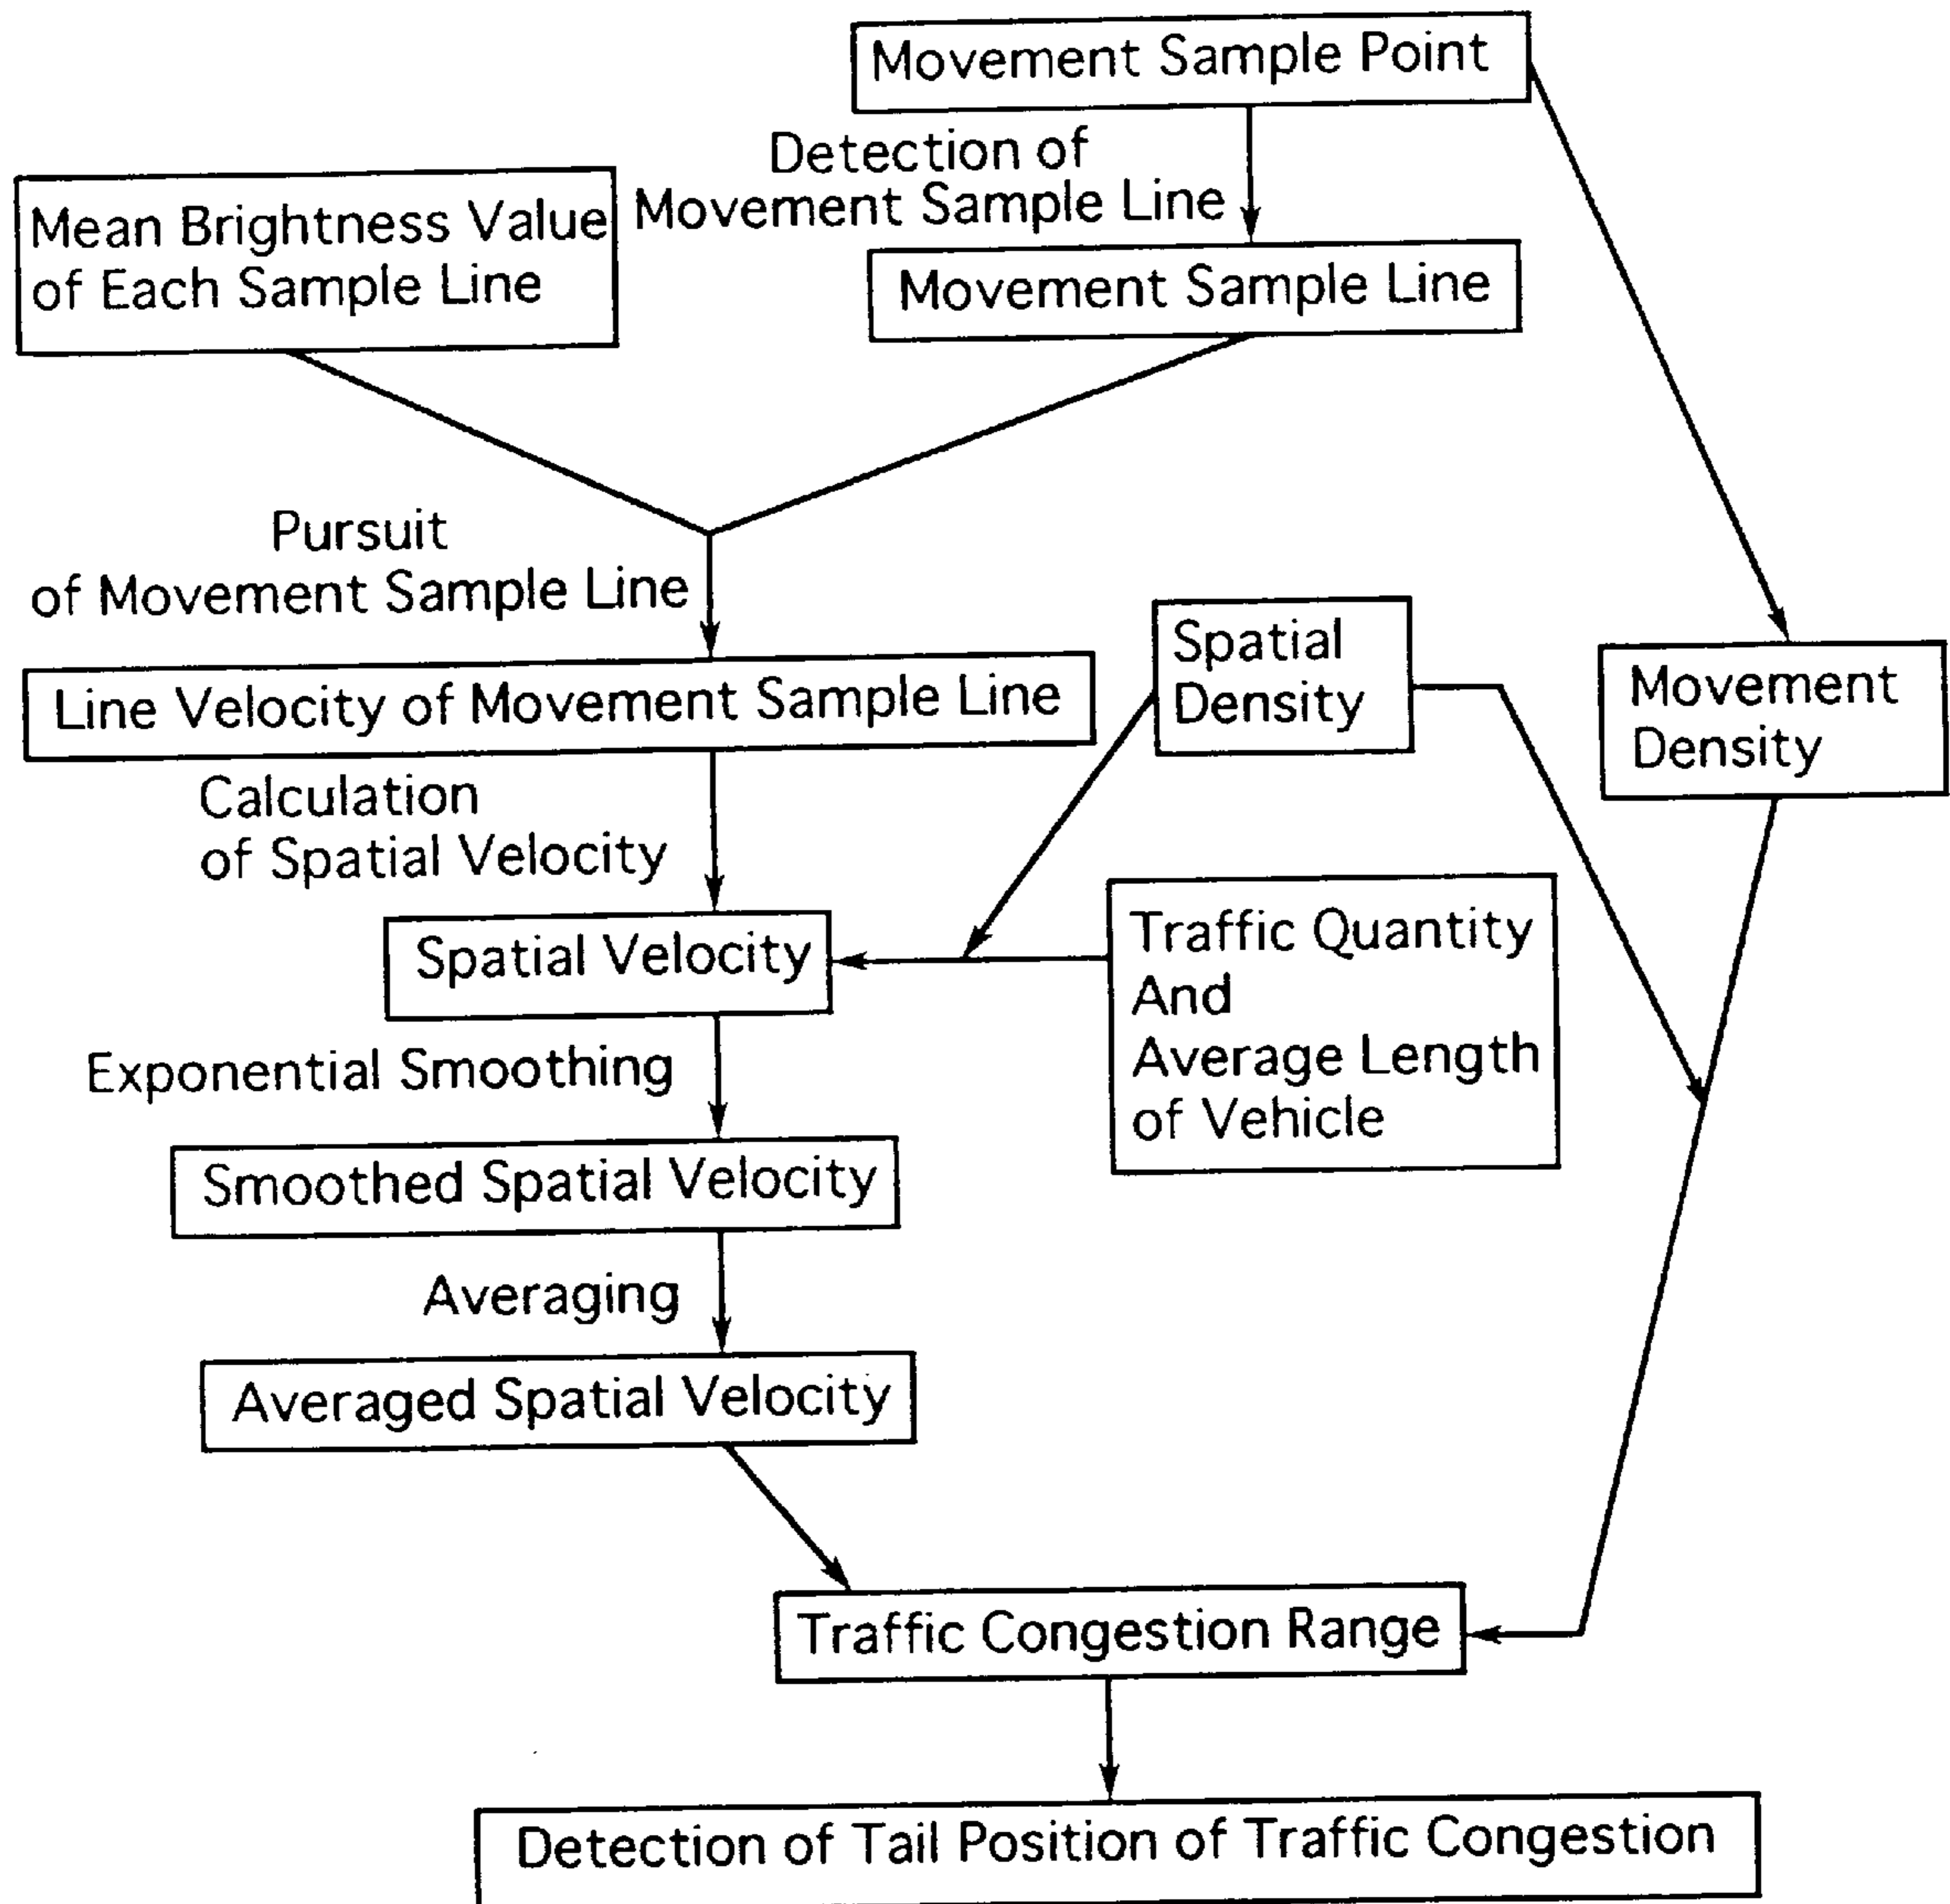 Movement Sample Point
Detection of
Movement Sample Line
Mean Brightness Value
of Each Sample Line
Movement Sample Line
Pursuit
of Movement Sample Line
Line Velocity of Movement Sample Line
Spatial
Density
Movement
Density
Calculation
of Spatial Velocity
Spatial Velocity
Traffic Quantity
And
Average Length
of Vehicle
Exponential Smoothing
Smoothed Spatial Velocity
Averaging
Averaged Spatial Velocity
Traffic Congestion Range
Detection of Tail Position of Traffic Congestion